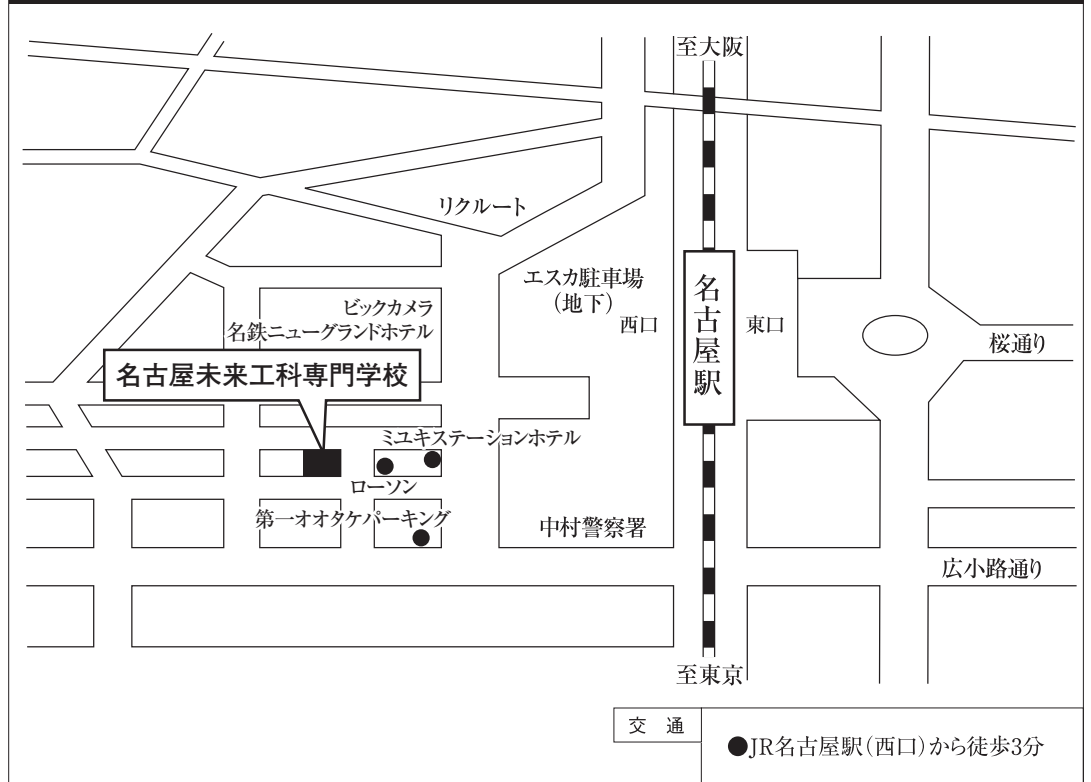 至大阪
リクルート
エスカ駐車場
(地下)
西口
名古屋駅
東口
桜通り
ビックカメラ
名鉄ニューグランドホテル
名古屋未来工科専門学校
ミユキステーションホテル
ローソン
第一オオタケパーキング
中村警察署
広小路通り
至東京
交 通
●JR名古屋駅(西口)から徒歩3分